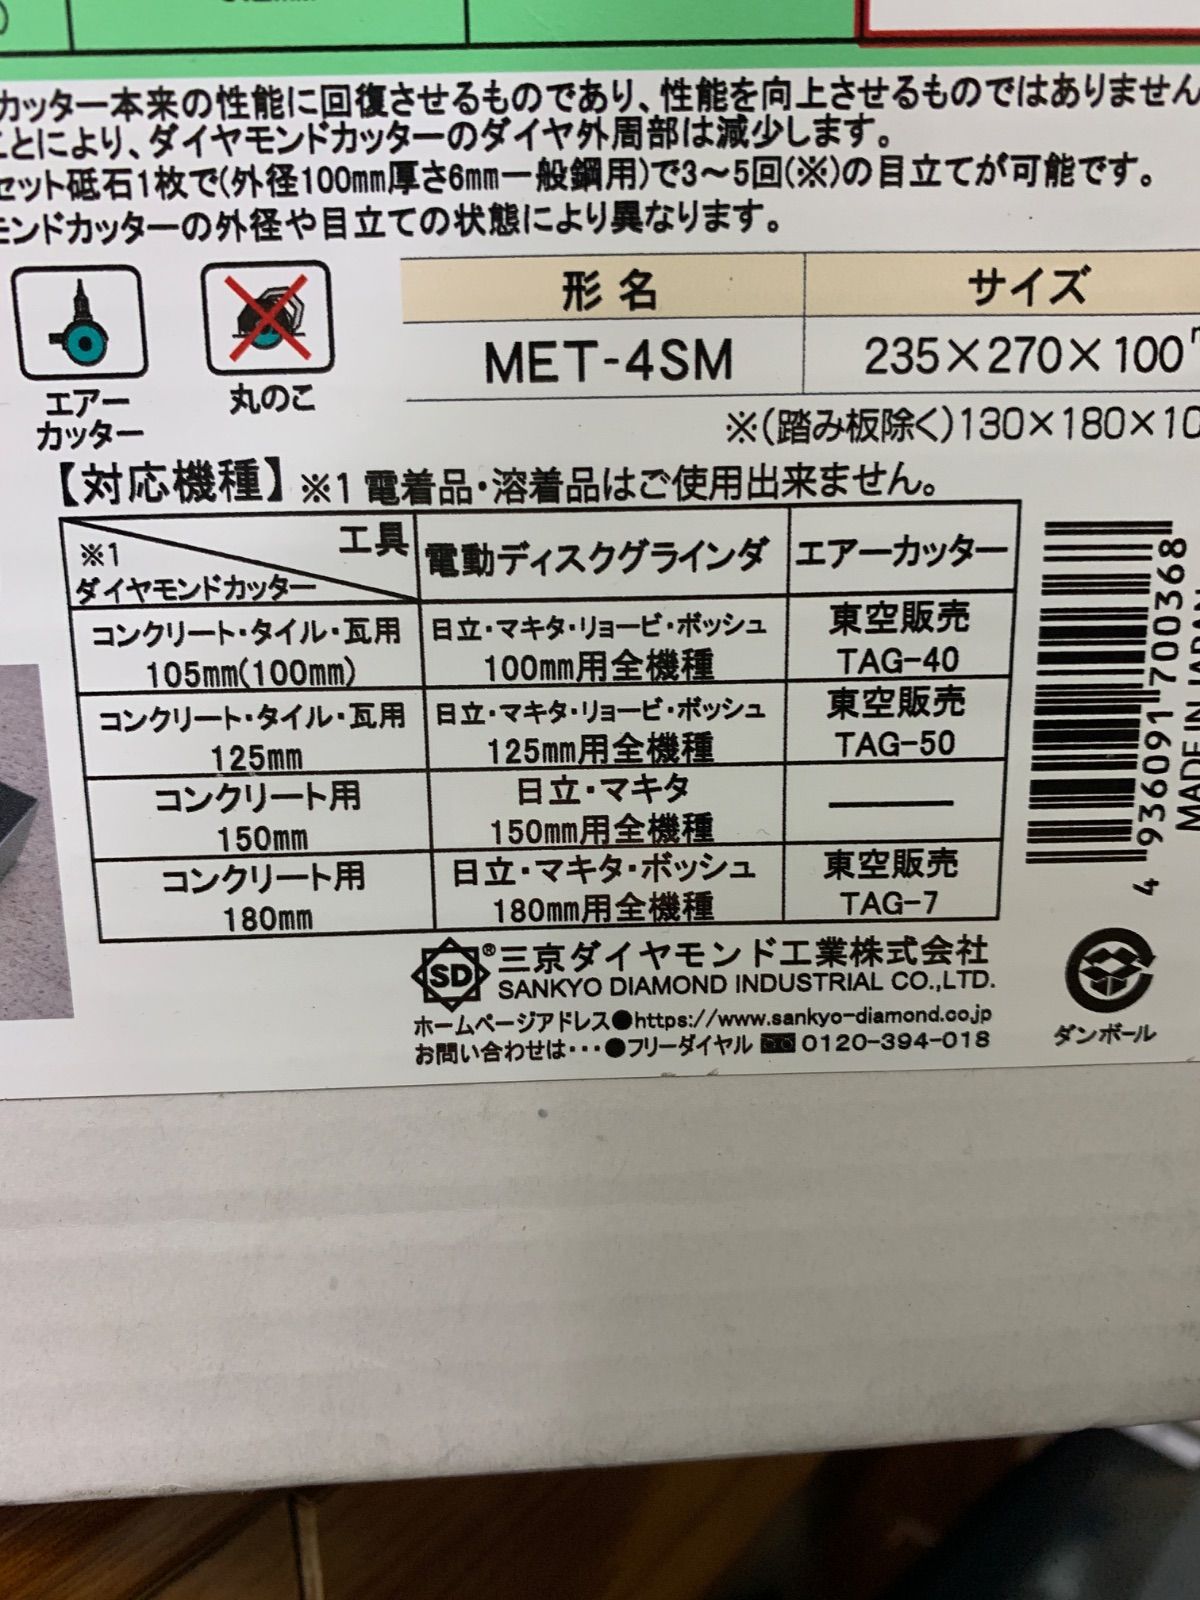 カッター本来の性能に回復させるものであり、性能を向上させるものではありません
ことにより、ダイヤモンドカッターのダイヤ外周部は減少します。
セット砥石1枚で(外径100mm厚さ6mm一般鋼用)で3〜5回(※)の目立てが可能です。
モンドカッターの外径や目立ての状態により異なります。
エアー
カッター
丸のこ
形名 サイズ
MET-4SM 235×270×100
※(踏み板除く)130×180×10
【対応機種】※1 電着品・溶着品はご使用出来ません。
工具
※1
ダイヤモンドカッター
電動ディスクグラインダ エアーカッター
コンクリート・タイル・瓦用 日立・マキタ・リョービ・ボッシュ 東空販売
105mm(100mm) 100mm用全機種 TAG-40
コンクリート・タイル・瓦用 日立・マキタ・リョービ・ボッシュ 東空販売
125mm 125mm用全機種 TAG-50
コンクリート用 日立・マキタ
150mm 150mm用全機種
コンクリート用 日立・マキタ・ボッシュ 東空販売
180mm 180mm用全機種 TAG-7
4 936091 700368
MADE IN JAPAN
SD®三京ダイヤモンド工業株式会社
SANKYO DIAMOND INDUSTRIAL CO.,LTD.
ホームページアドレス●https://www.sankyo-diamond.co.jp
お問い合わせは・・・●フリーダイヤル 0120-394-018
ダンボール